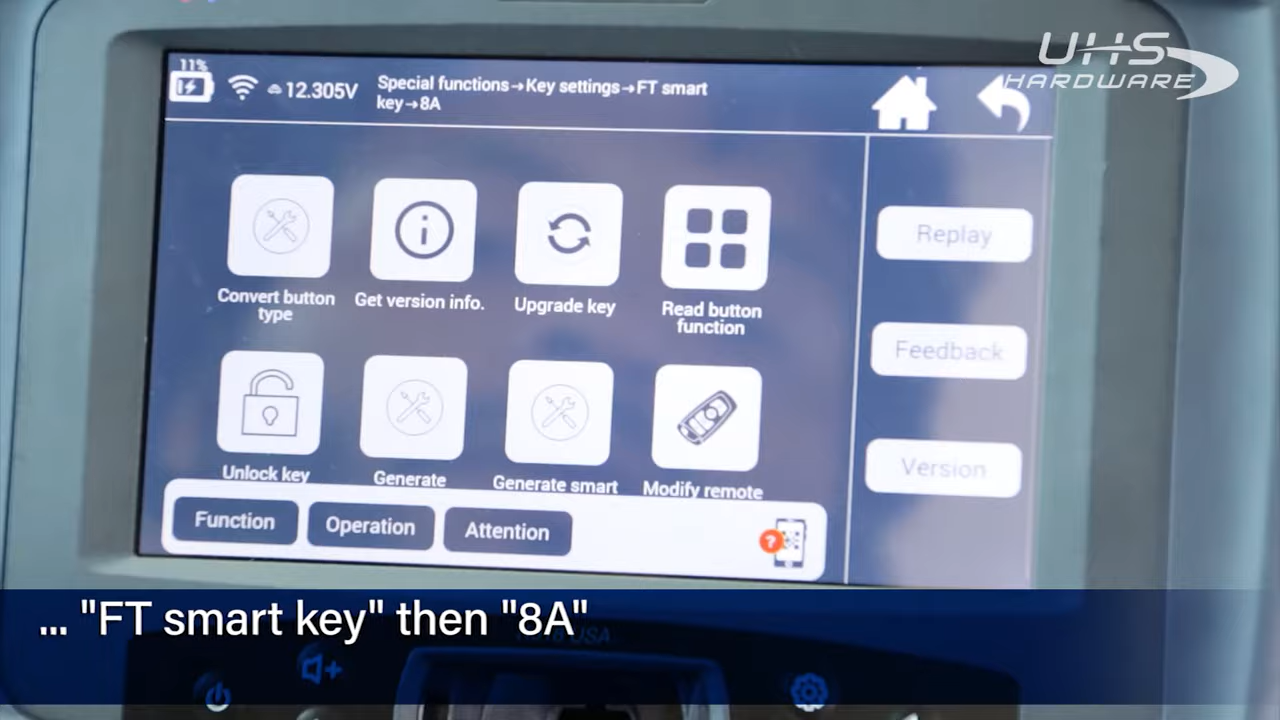 UHS
HARDWARE
11%
12.305V
Special functions→Key settings→FT smart
key→8A
Convert button
type
Get version info.
Upgrade key
Read button
function
Replay
Feedback
Version
Unlock key
Generate
Generate smart
Modify remote
Function
Operation
Attention
?
... "FT smart key" then "8A"
USA